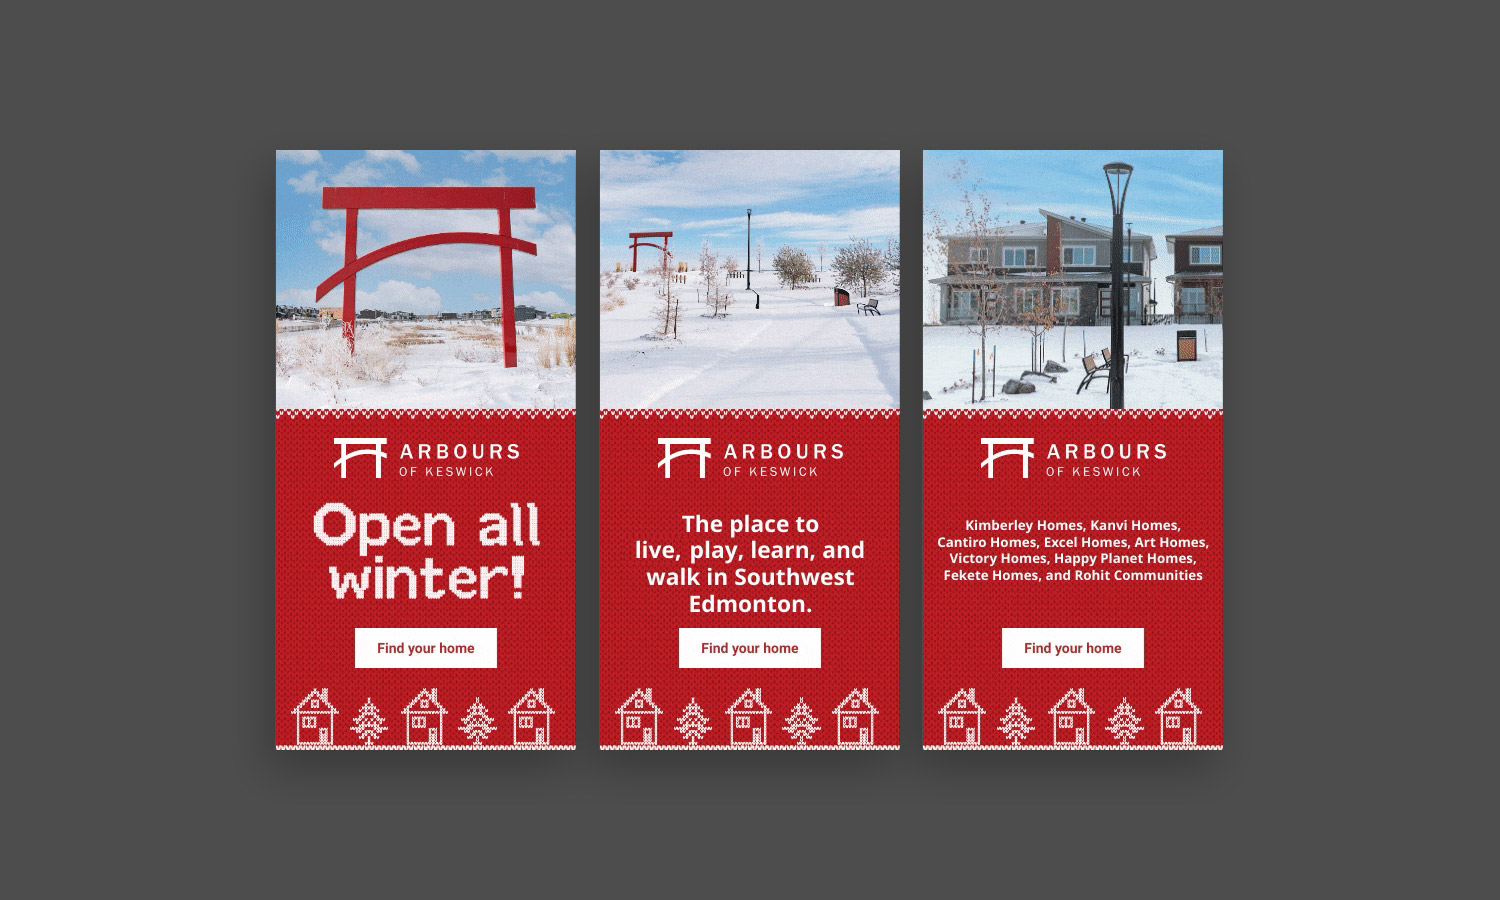 ARBOURS
OF KESWICK
Open all
winter!
Find your home
ARBOURS
OF KESWICK
The place to
live, play, learn, and
walk in Southwest
Edmonton.
Find your home
ARBOURS
OF KESWICK
Kimberley Homes, Kanvi Homes,
Cantiro Homes, Excel Homes, Art Homes,
Victory Homes, Happy Planet Homes,
Fekete Homes, and Rohit Communities
Find your home